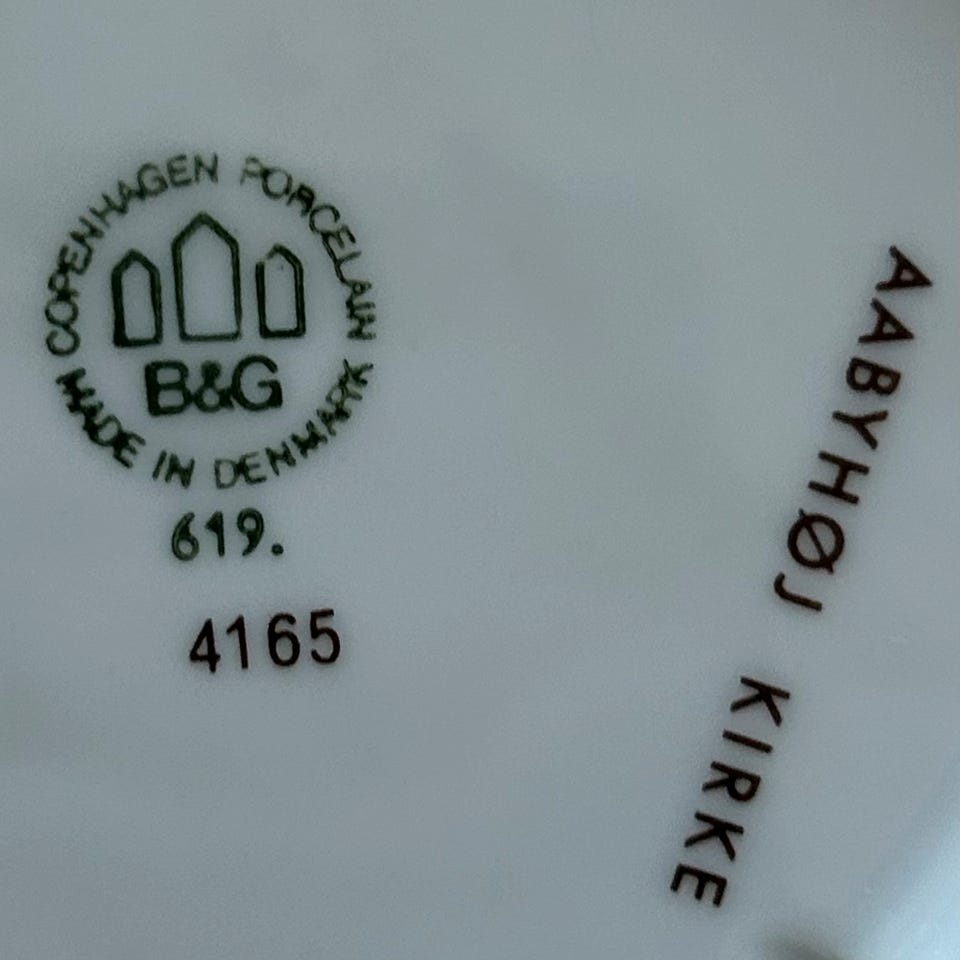 COPENHAGEN PORCELAIN
B&G
MADE IN DENMARK
619.
4165
AABYHØJ KIRKE